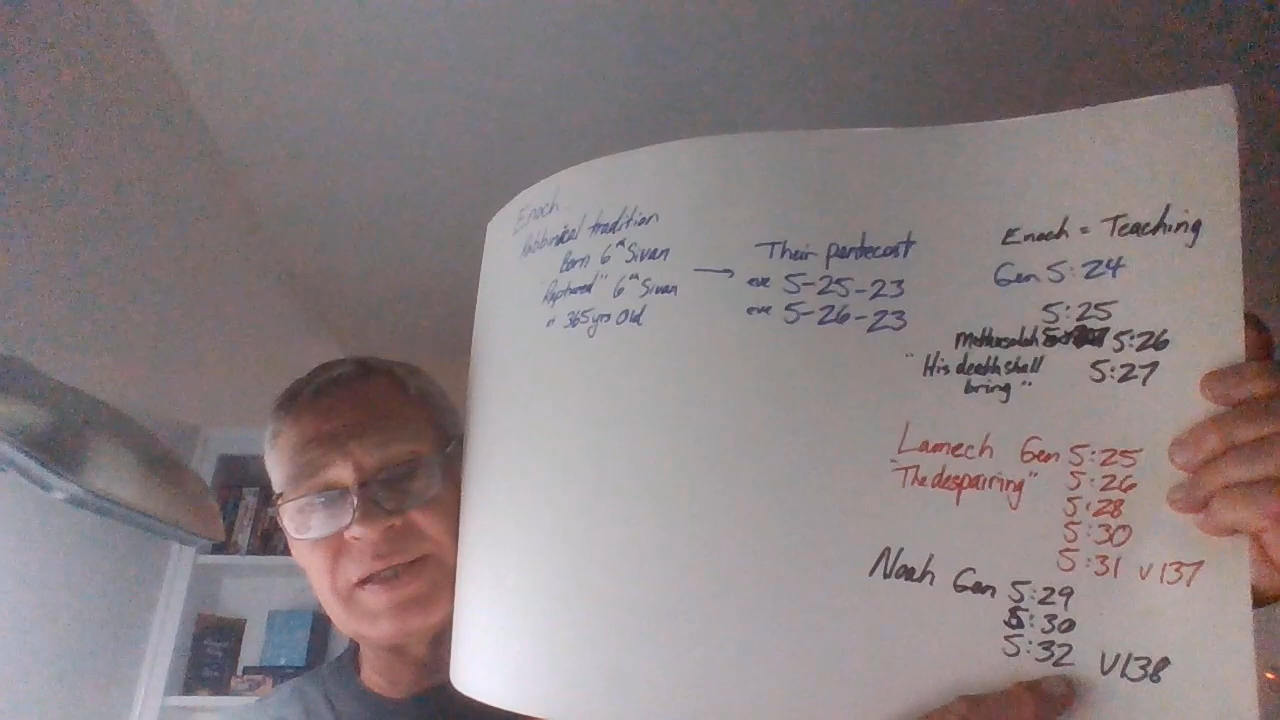 Enoch
Rabbinical tradition
Born 6th Sivan
"Raptured" 6th Sivan
" 365 yrs Old
Their pentecost
eve 5-25-23
eve 5-26-23
Enoch = Teaching
Gen 5:24
5:25
Methusalah 5:26
"His death shall 5:27
bring"
Lamech Gen 5:25
"The despairing" 5:26
5:28
5:30
5:31 v137
Noah Gen 5:29
5:30
5:32 V138